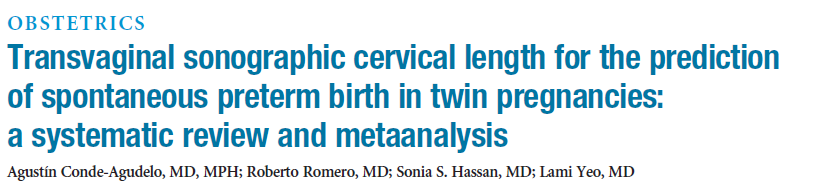 OBSTETRICS
Transvaginal sonographic cervical length for the prediction
of spontaneous preterm birth in twin pregnancies:
a systematic review and metaanalysis
Agustín Conde-Agudelo, MD, MPH; Roberto Romero, MD; Sonia S. Hassan, MD; Lami Yeo, MD